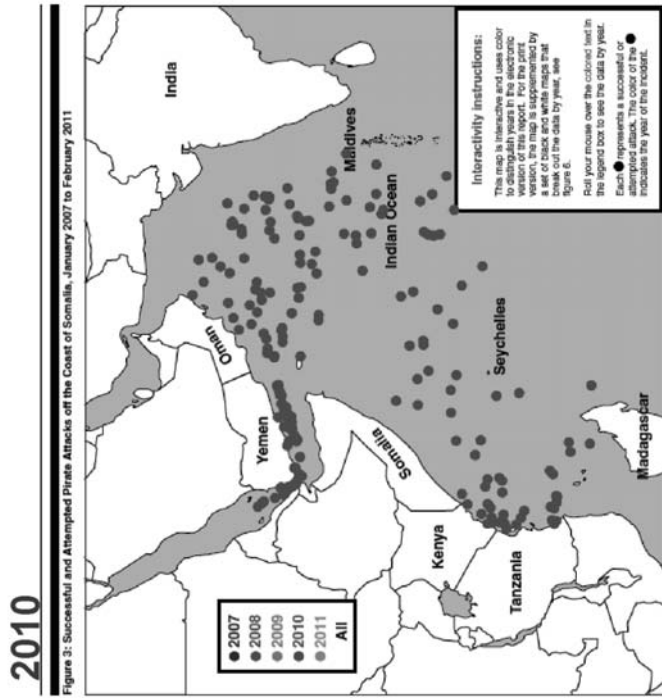 2010
Figure 3: Successful and Attempted Pirate Attacks off the Coast of Somalia, January 2007 to February 2011
India
Oman
Yemen
Maldives
Indian Ocean
Somalia
Kenya
Seychelles
Tanzania
Madagascar
2007
2008
2009
2010
2011
All
Interactivity instructions:
This map is interactive and uses color
to distinguish years in the electronic
version of this report. For the print
version, the map is supplemented by
a set of black and white maps that
break out the data by year, see
figure 6.
Roll your mouse over the colored text in
the legend box to see the data by year.
Each ● represents a successful or
attempted attack. The color of the ●
indicates the year of the incident.